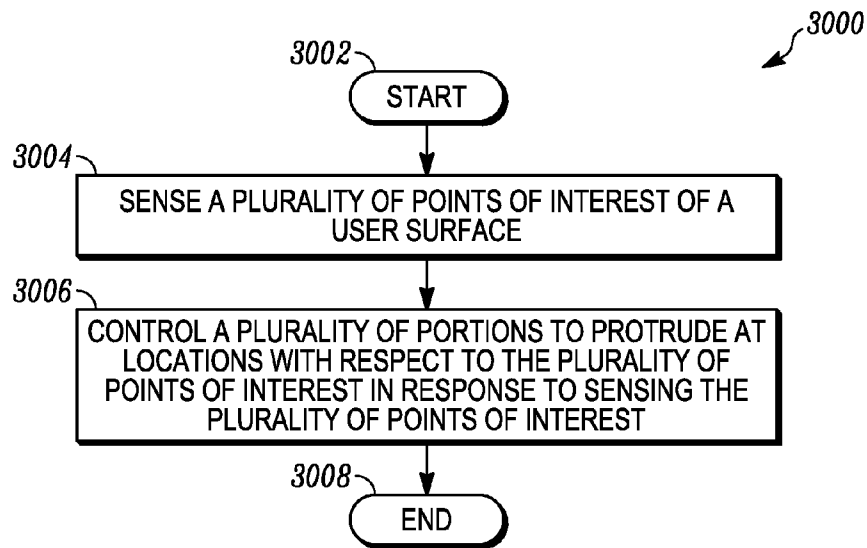 3000
3002
START
3004
SENSE A PLURALITY OF POINTS OF INTEREST OF A
USER SURFACE
3006
CONTROL A PLURALITY OF PORTIONS TO PROTRUDE AT
LOCATIONS WITH RESPECT TO THE PLURALITY OF
POINTS OF INTEREST IN RESPONSE TO SENSING THE
PLURALITY OF POINTS OF INTEREST
3008
END